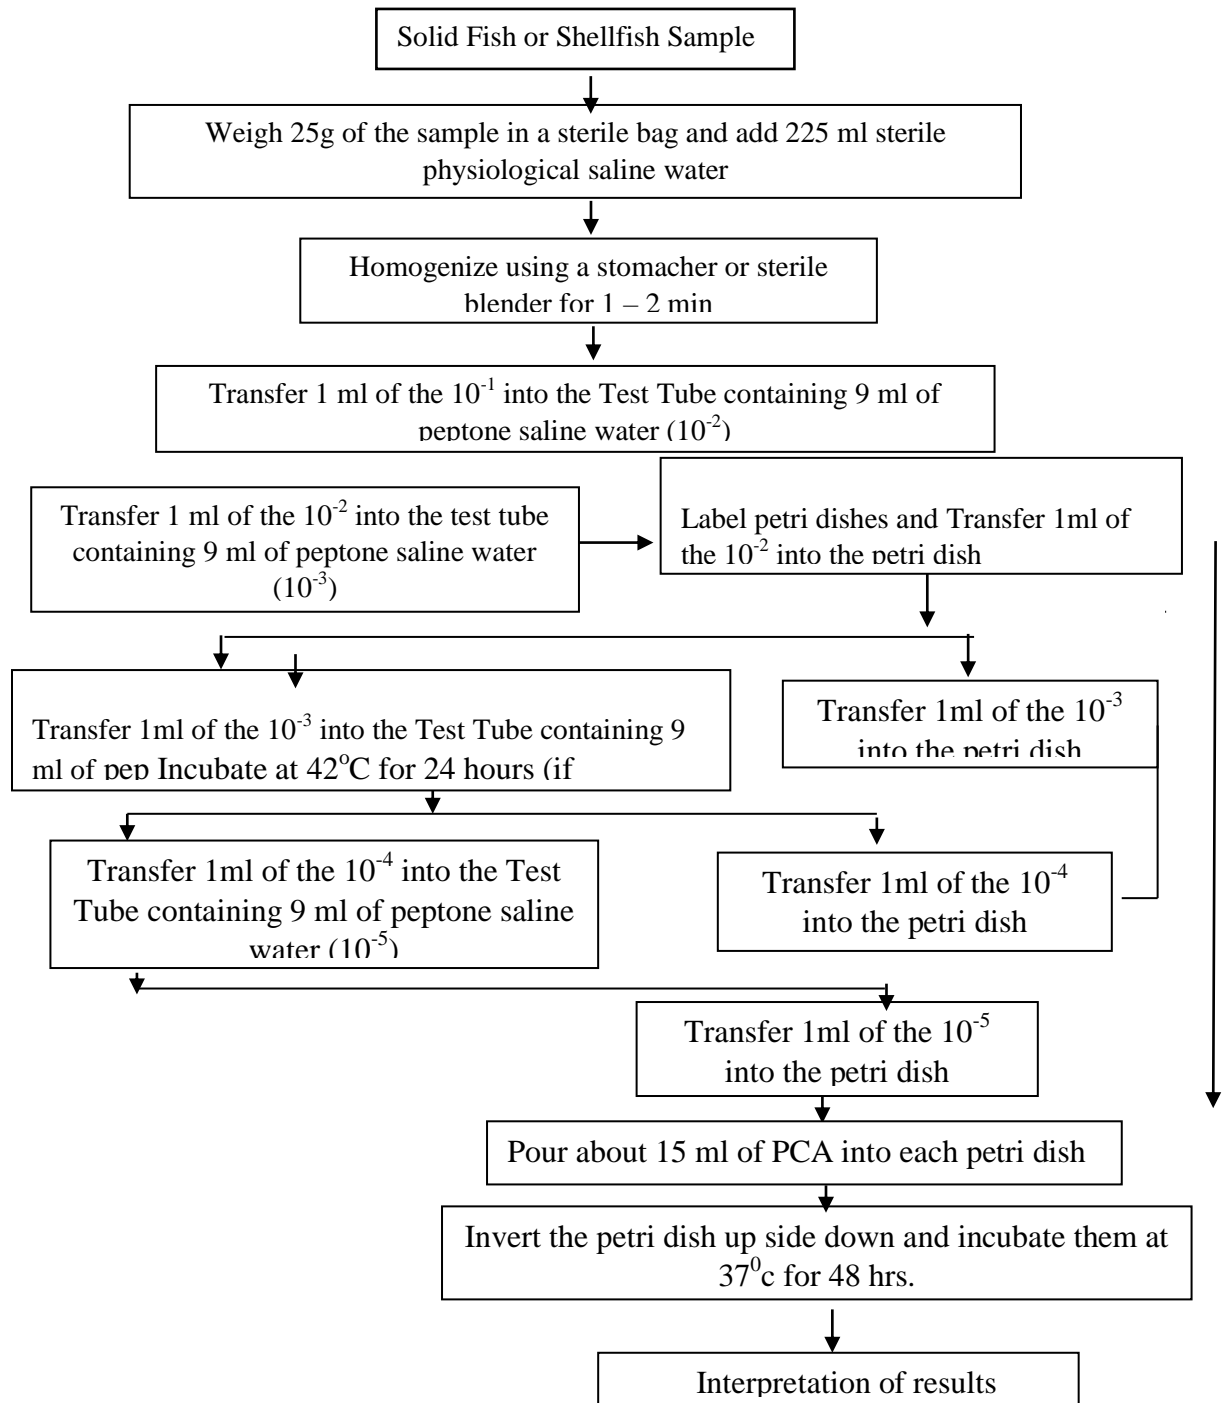 Solid Fish or Shellfish Sample
Weigh 25g of the sample in a sterile bag and add 225 ml sterile
physiological saline water
Homogenize using a stomacher or sterile
blender for 1 – 2 min
Transfer 1 ml of the 10⁻¹ into the Test Tube containing 9 ml of
peptone saline water (10⁻²)
Transfer 1 ml of the 10⁻² into the test tube
containing 9 ml of peptone saline water
(10⁻³)
Label petri dishes and Transfer 1ml of
the 10⁻² into the petri dish
Transfer 1ml of the 10⁻³ into the Test Tube containing 9
ml of pep Incubate at 42°C for 24 hours (if
Transfer 1ml of the 10⁻³
into the petri dish
Transfer 1ml of the 10⁻⁴ into the Test
Tube containing 9 ml of peptone saline
water (10⁻⁵)
Transfer 1ml of the 10⁻⁴
into the petri dish
Transfer 1ml of the 10⁻⁵
into the petri dish
Pour about 15 ml of PCA into each petri dish
Invert the petri dish up side down and incubate them at
37⁰c for 48 hrs.
Interpretation of results